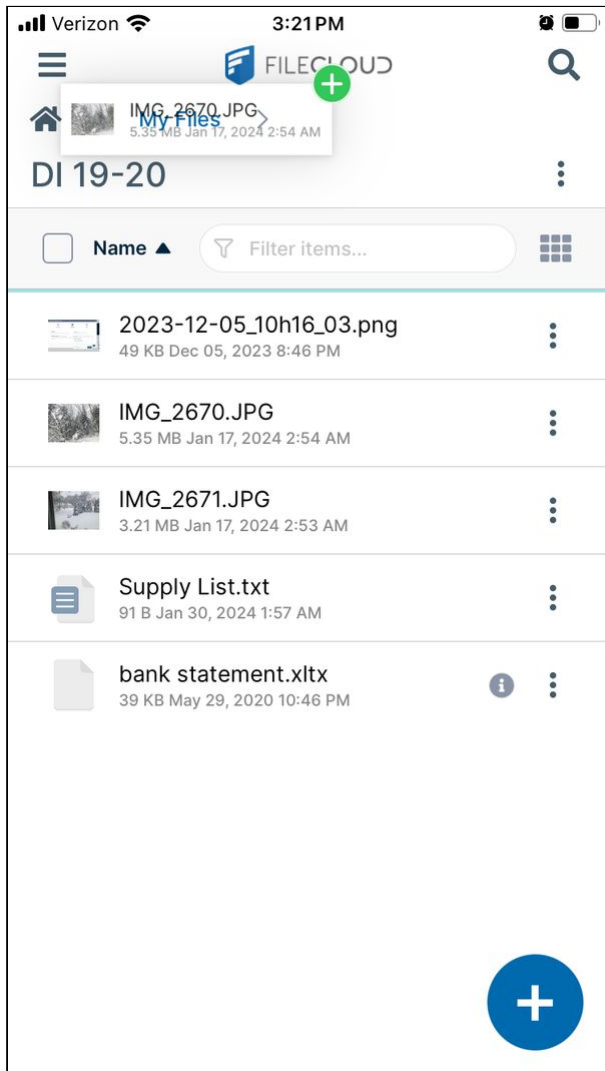 Verizon 3:21 PM
FILECLOUD
IMG_2670.JPG
My Files
5.35 MB Jan 17, 2024 2:54 AM
DI 19-20
Name Filter items...
2023-12-05_10h16_03.png
49 KB Dec 05, 2023 8:46 PM
IMG_2670.JPG
5.35 MB Jan 17, 2024 2:54 AM
IMG_2671.JPG
3.21 MB Jan 17, 2024 2:53 AM
Supply List.txt
91 B Jan 30, 2024 1:57 AM
bank statement.xltx
39 KB May 29, 2020 10:46 PM